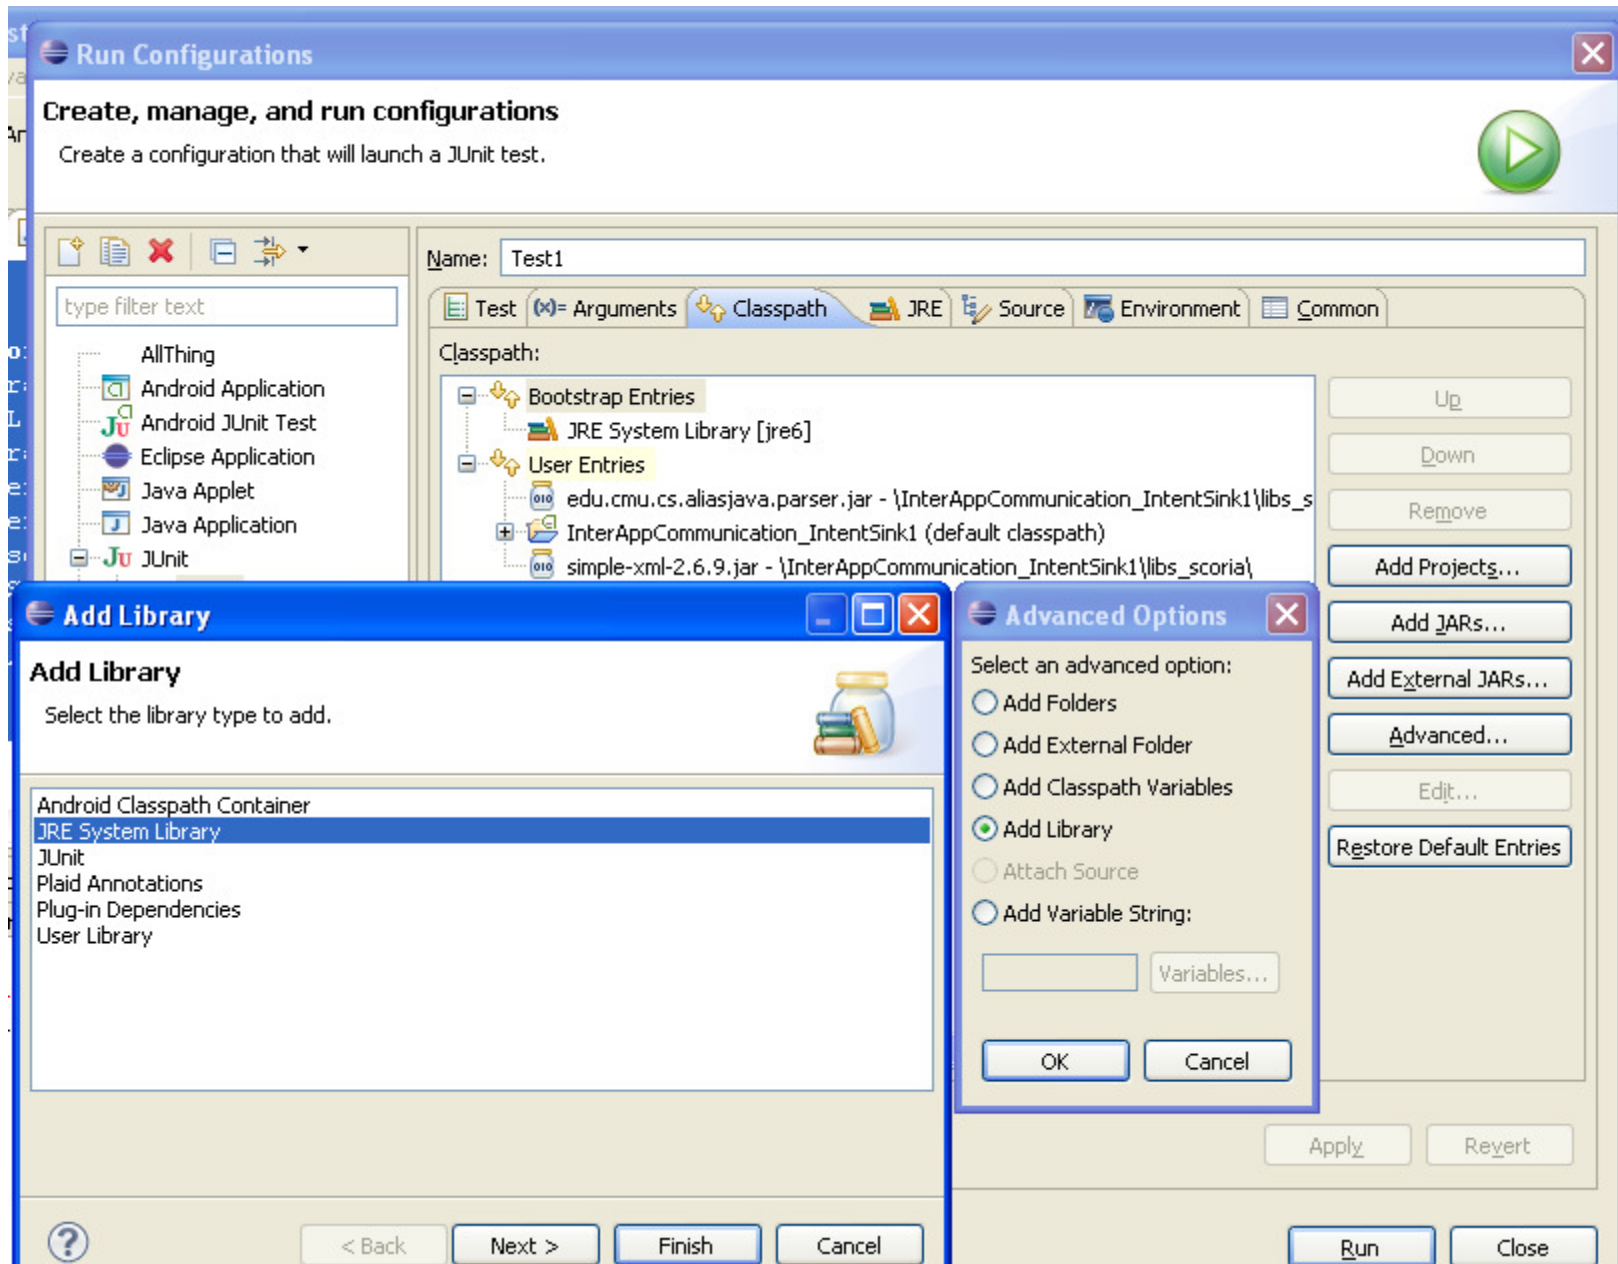 Run Configurations
Create, manage, and run configurations
Create a configuration that will launch a JUnit test.
Name: Test1
type filter text
Test (x)= Arguments Classpath JRE Source Environment Common
Classpath:
AllThing
Android Application
Android JUnit Test
Eclipse Application
Java Applet
Java Application
JUnit
Bootstrap Entries
JRE System Library [jre6]
User Entries
edu.cmu.cs.aliasjava.parser.jar - \InterAppCommunication_IntentSink1\libs_s
InterAppCommunication_IntentSink1 (default classpath)
simple-xml-2.6.9.jar - \InterAppCommunication_IntentSink1\libs_scoria\
Up
Down
Remove
Add Projects...
Add JARs...
Add External JARs...
Advanced...
Edit...
Restore Default Entries
Add Library
Add Library
Select the library type to add.
Android Classpath Container
JRE System Library
JUnit
Plaid Annotations
Plug-in Dependencies
User Library
< Back Next > Finish Cancel
Advanced Options
Select an advanced option:
Add Folders
Add External Folder
Add Classpath Variables
Add Library
Attach Source
Add Variable String:
Variables...
OK Cancel
Apply Revert
Run Close